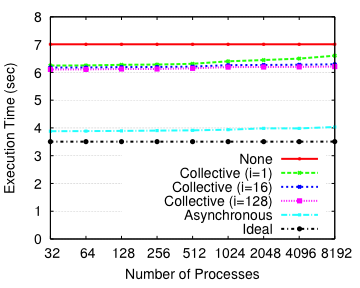 8
7
6
5
4
3
2
1
0
Execution Time (sec)
None
Collective (i=1)
Collective (i=16)
Collective (i=128)
Asynchronous
Ideal
32 64 128 256 512 1024 2048 4096 8192
Number of Processes